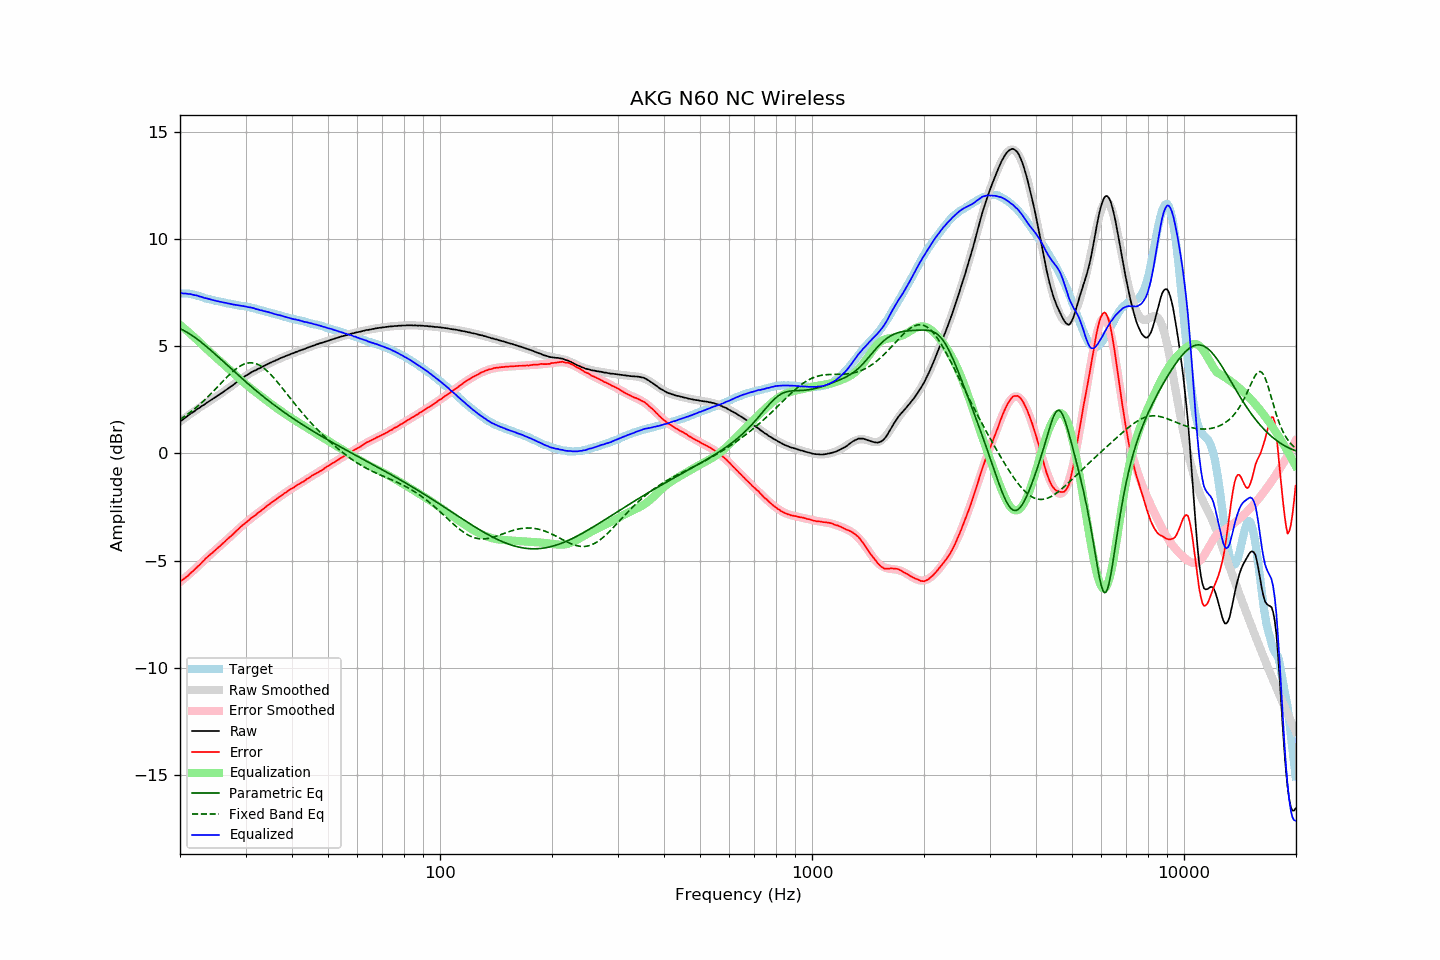 AKG N60 NC Wireless
Amplitude (dBr)
15
10
5
0
−5
−10
−15
Target
Raw Smoothed
Error Smoothed
Raw
Error
Equalization
Parametric Eq
Fixed Band Eq
Equalized
100
1000
10000
Frequency (Hz)